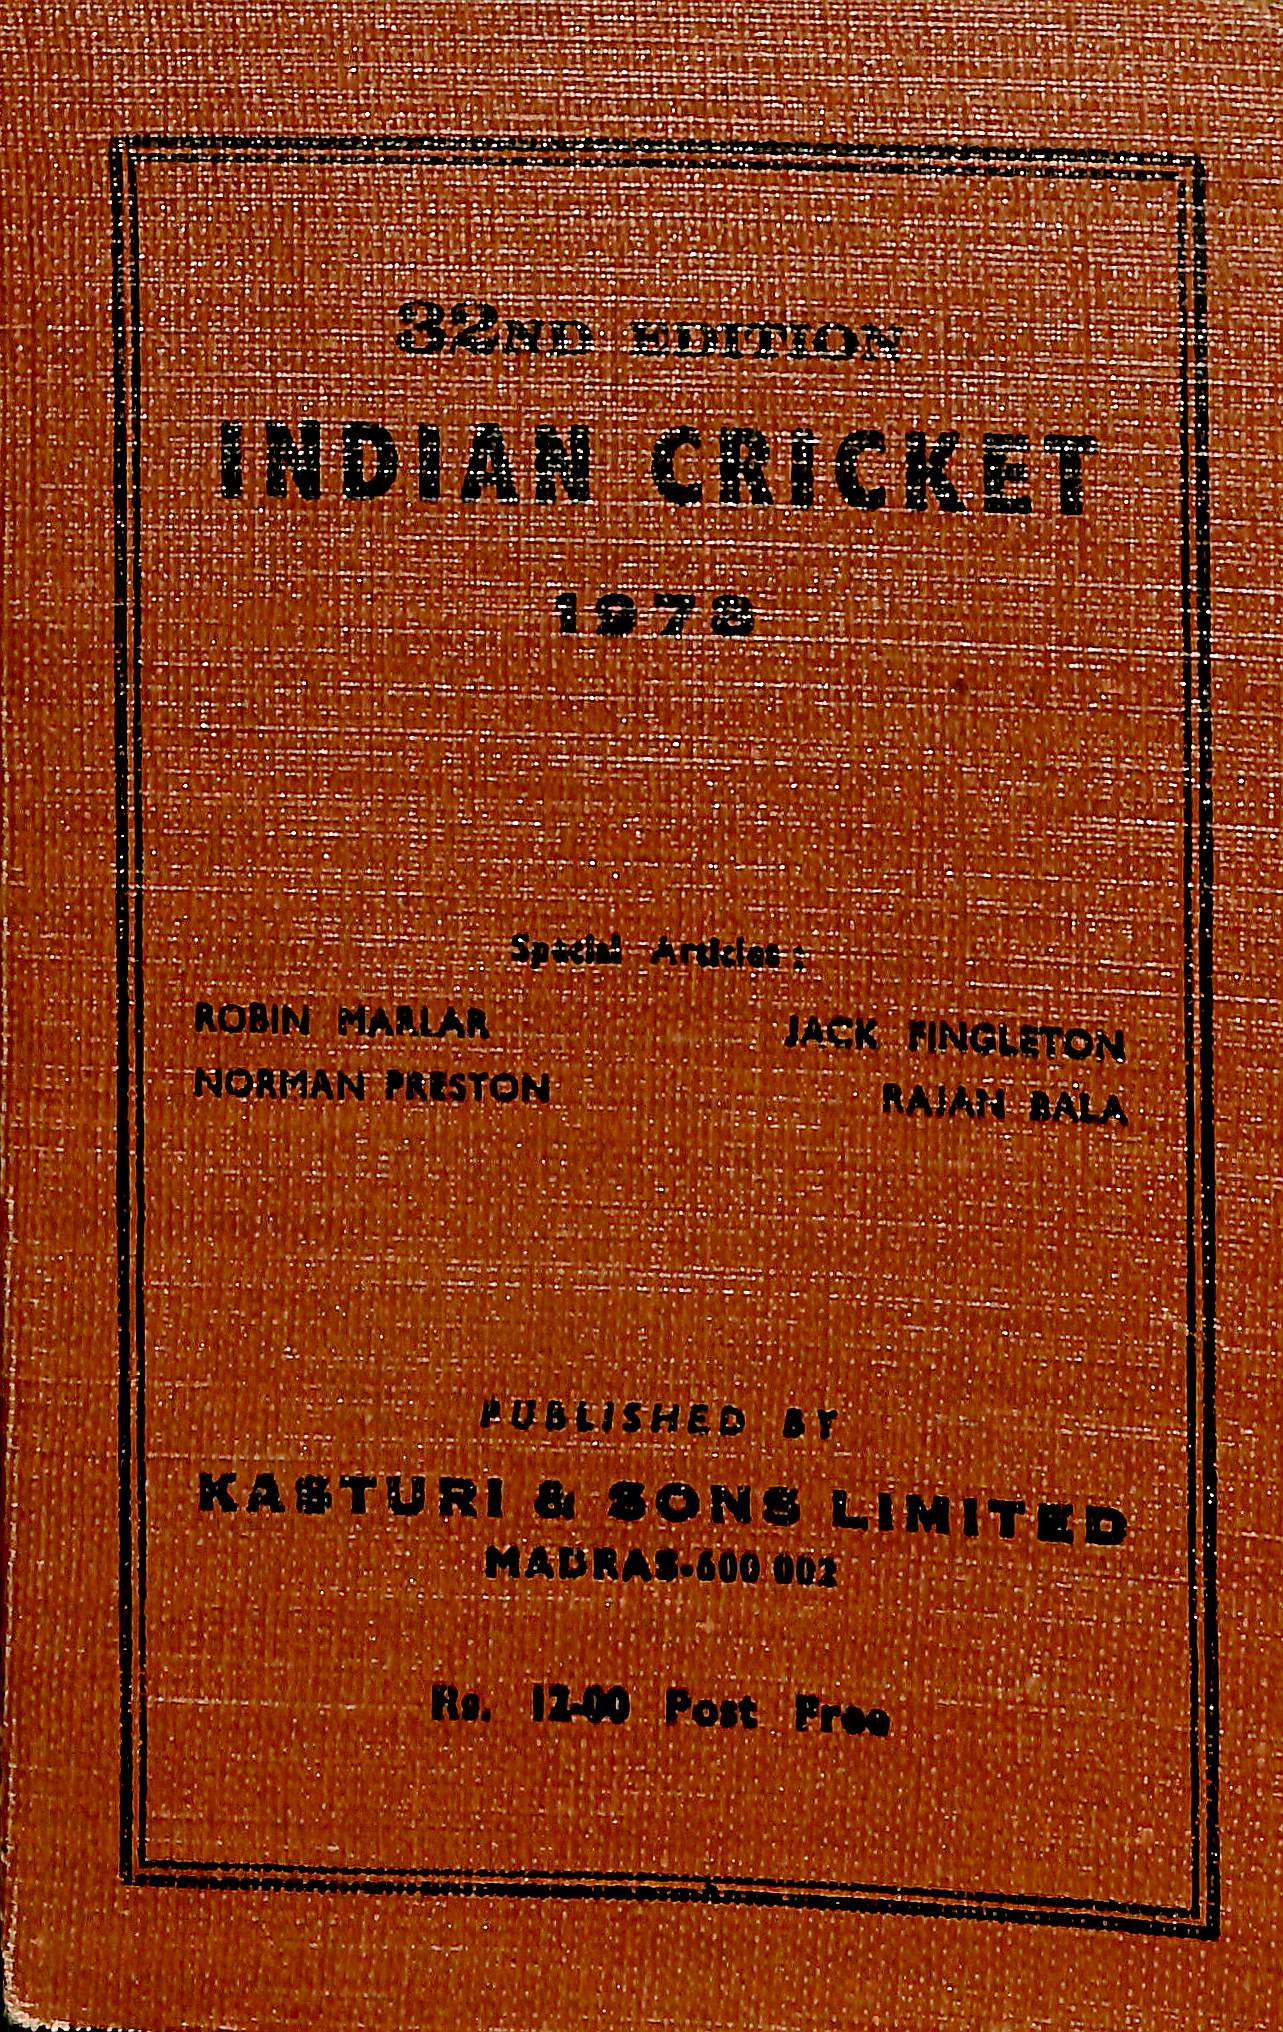 32ND EDITION
INDIAN CRICKET
1978
Special Articles :
ROBIN MARLAR JACK FINGLETON
NORMAN PRESTON RAJAN BALA
PUBLISHED BY
KASTURI & SONS LIMITED
MADRAS-600 002
Rs. 12-00 Post Free